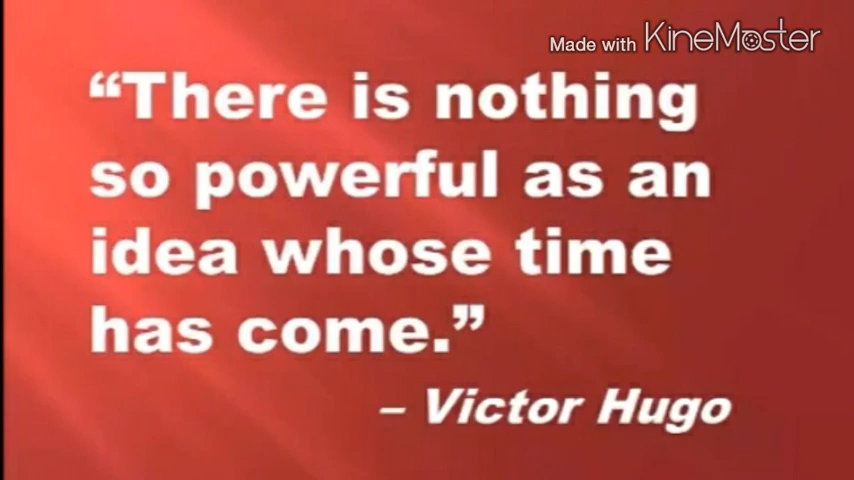 Made with KineMaster
“There is nothing
so powerful as an
idea whose time
has come.”
– Victor Hugo